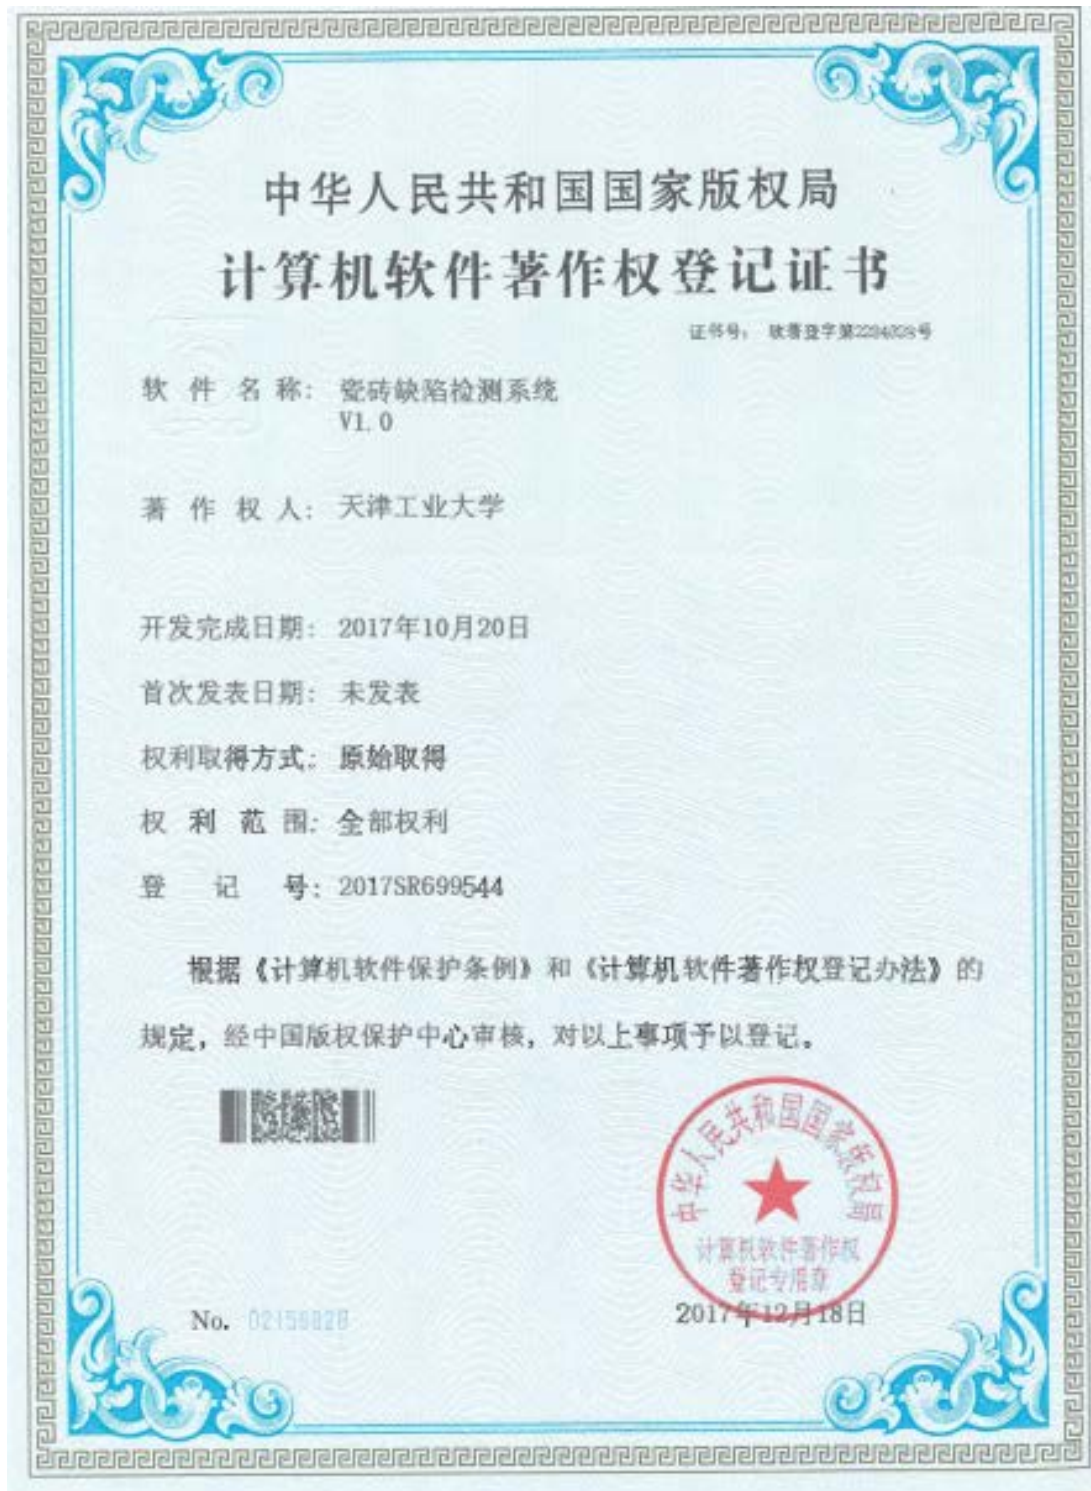 中华人民共和国国家版权局
计算机软件著作权登记证书
证书号: 软著登字第
软件名称: 瓷砖缺陷检测系统
V1.0
著作权人: 天津工业大学
开发完成日期: 2017年10月20日
首次发表日期: 未发表
权利取得方式: 原始取得
权利范围: 全部权利
登记号: 2017SR699544
根据《计算机软件保护条例》和《计算机软件著作权登记办法》的
规定，经中国版权保护中心审核，对以上事项予以登记。
中华人民共和国国家版权局
计算机软件著作权
登记专用章
No.
2017年12月18日